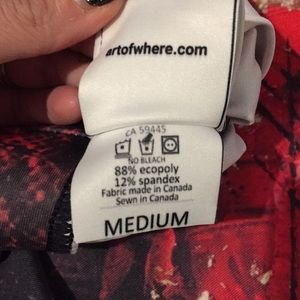 artofwhere.com
CA 59445
NO BLEACH
88% ecopoly
12% spandex
Fabric made in Canada
Sewn in Canada
MEDIUM